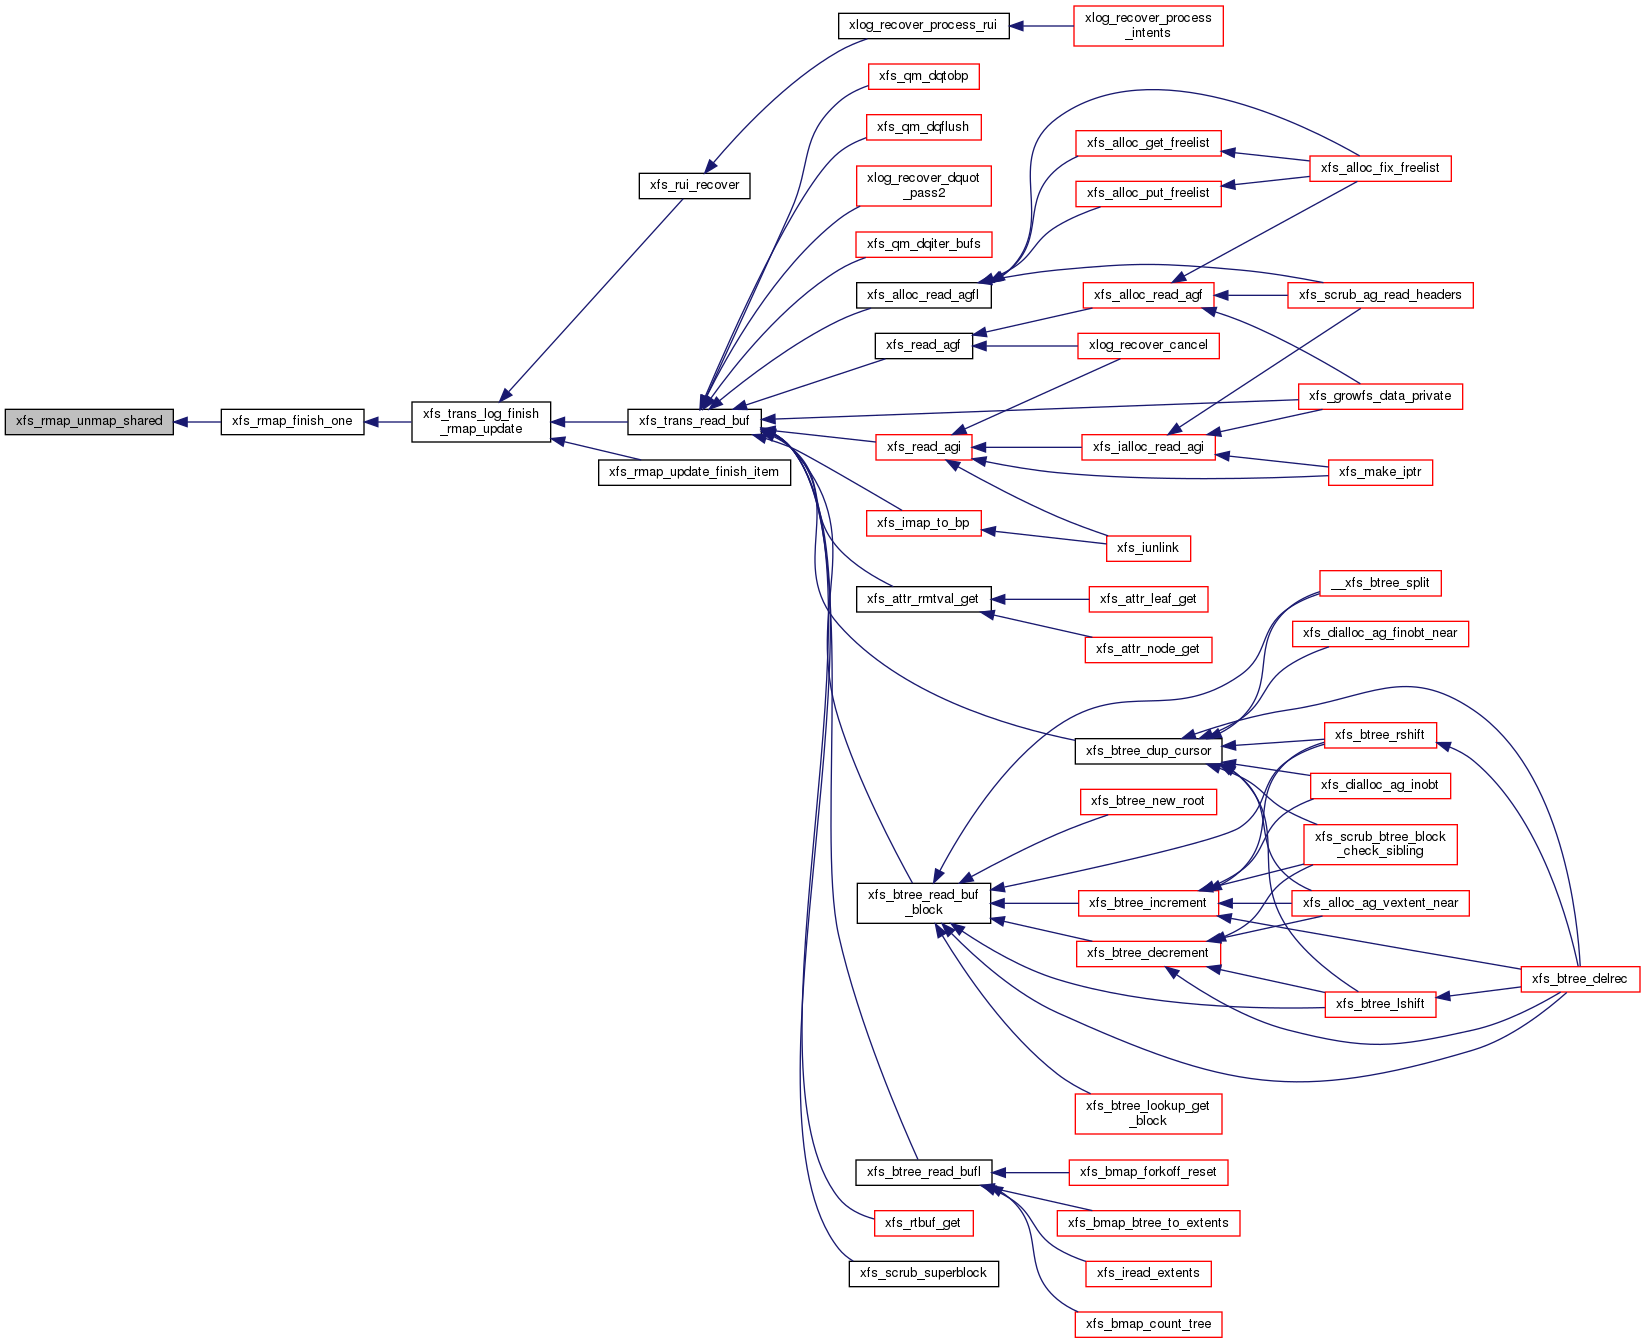 xlog_recover_process_rui
xlog_recover_process
_intents
xfs_qm_dqtobp
xfs_qm_dqflush
xfs_alloc_get_freelist
xfs_alloc_fix_freelist
xfs_rui_recover
xlog_recover_dquot
_pass2
xfs_alloc_put_freelist
xfs_qm_dqiter_bufs
xfs_alloc_read_agfl
xfs_alloc_read_agf
xfs_scrub_ag_read_headers
xfs_read_agf
xlog_recover_cancel
xfs_growfs_data_private
xfs_rmap_unmap_shared
xfs_rmap_finish_one
xfs_trans_log_finish
_rmap_update
xfs_trans_read_buf
xfs_read_agi
xfs_ialloc_read_agi
xfs_rmap_update_finish_item
xfs_make_iptr
xfs_imap_to_bp
xfs_iunlink
xfs_attr_rmtval_get
xfs_attr_leaf_get
__xfs_btree_split
xfs_attr_node_get
xfs_dialloc_ag_finobt_near
xfs_btree_dup_cursor
xfs_btree_rshift
xfs_dialloc_ag_inobt
xfs_btree_new_root
xfs_scrub_btree_block
_check_sibling
xfs_btree_read_buf
_block
xfs_btree_increment
xfs_alloc_ag_vextent_near
xfs_btree_decrement
xfs_btree_delrec
xfs_btree_lshift
xfs_btree_lookup_get
_block
xfs_btree_read_bufl
xfs_bmap_forkoff_reset
xfs_rtbuf_get
xfs_bmap_btree_to_extents
xfs_scrub_superblock
xfs_iread_extents
xfs_bmap_count_tree